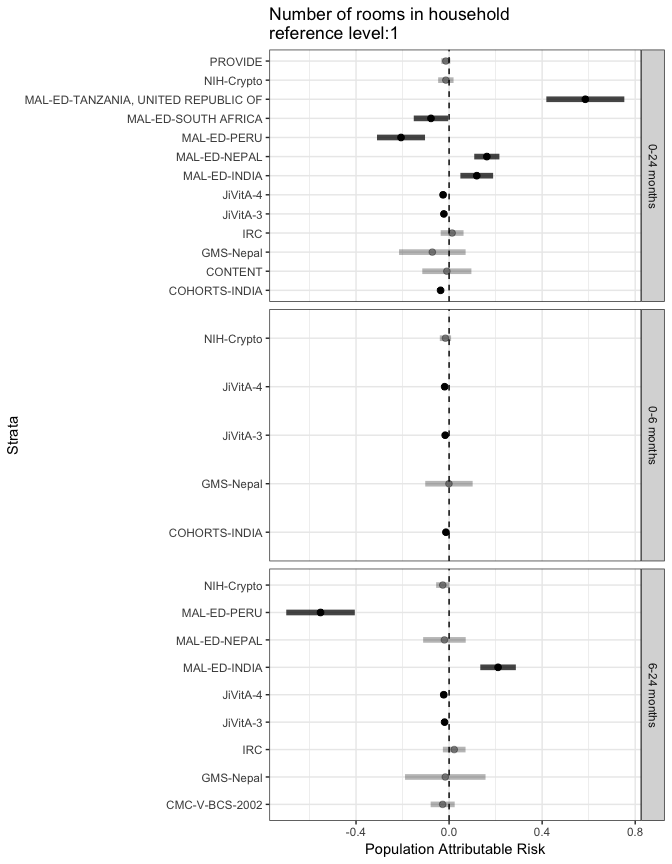 Number of rooms in household
reference level:1
PROVIDE
NIH-Crypto
MAL-ED-TANZANIA, UNITED REPUBLIC OF
MAL-ED-SOUTH AFRICA
MAL-ED-PERU
MAL-ED-NEPAL
MAL-ED-INDIA
JiVitA-4
JiVitA-3
IRC
GMS-Nepal
CONTENT
COHORTS-INDIA
0-24 months
NIH-Crypto
JiVitA-4
JiVitA-3
GMS-Nepal
COHORTS-INDIA
0-6 months
Strata
NIH-Crypto
MAL-ED-PERU
MAL-ED-NEPAL
MAL-ED-INDIA
JiVitA-4
JiVitA-3
IRC
GMS-Nepal
CMC-V-BCS-2002
6-24 months
-0.4 0.0 0.4 0.8
Population Attributable Risk